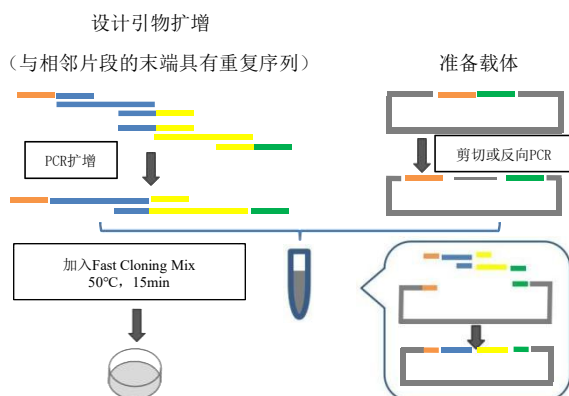 设计引物扩增
（与相邻片段的末端具有重复序列）
准备载体
PCR扩增
剪切或反向PCR
加入Fast Cloning Mix
50℃，15min